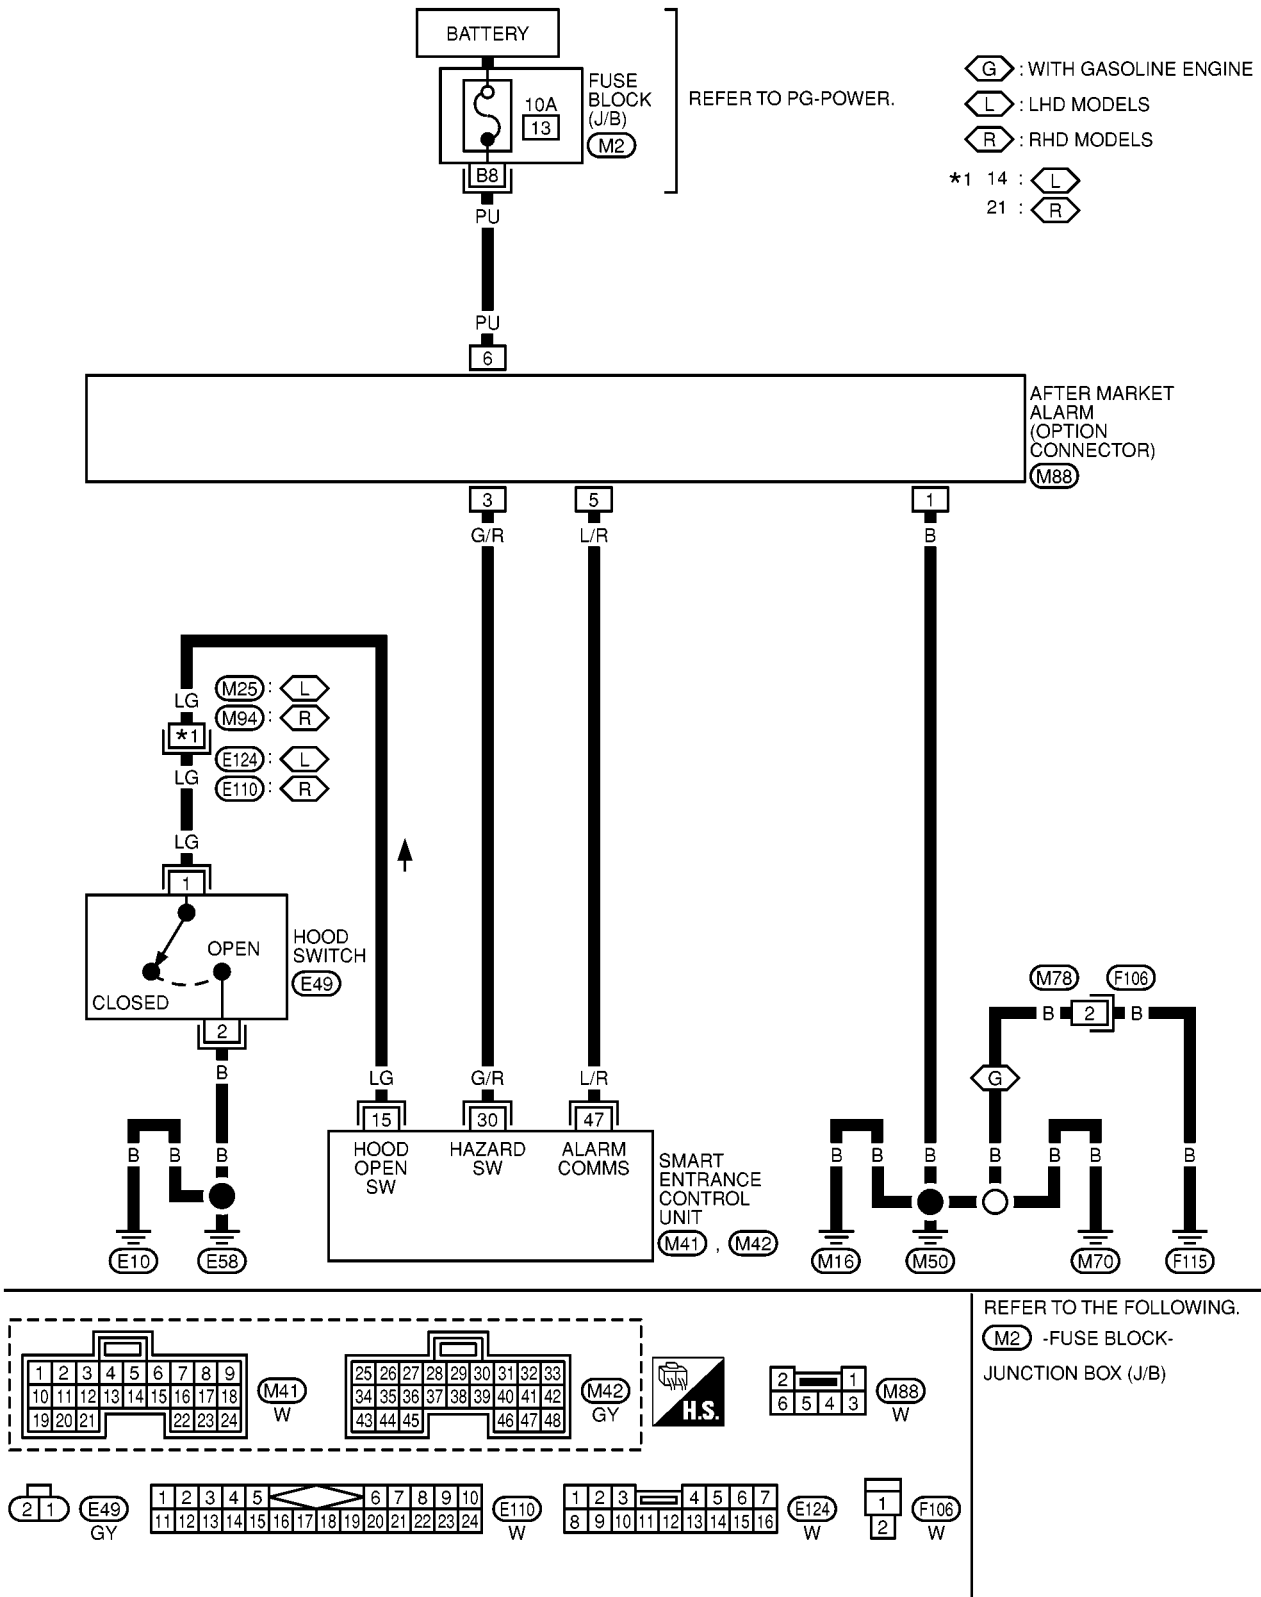 BATTERY
FUSE
BLOCK
(J/B)
M2
10A
13
B8
REFER TO PG-POWER.
G : WITH GASOLINE ENGINE
L : LHD MODELS
R : RHD MODELS
*1 14 : L
21 : R
PU
PU
6
AFTER MARKET
ALARM
(OPTION
CONNECTOR)
M88
3 5 1
G/R L/R B
LG
M25 : L
M94 : R
*1
E124 : L
E110 : R
LG
LG
1
OPEN
CLOSED
HOOD
SWITCH
E49
2
B
M78 F106
B 2 B
G
LG G/R L/R
15 30 47
HOOD
OPEN
SW
HAZARD
SW
ALARM
COMMS
SMART
ENTRANCE
CONTROL
UNIT
M41 , M42
B B B
E10 E58
B B B B B B B
M16 M50 M70 F115
1 2 3 4 5 6 7 8 9
10 11 12 13 14 15 16 17 18
19 20 21 22 23 24
M41
W
25 26 27 28 29 30 31 32 33
34 35 36 37 38 39 40 41 42
43 44 45 46 47 48
M42
GY
H.S.
2 1
6 5 4 3
M88
W
REFER TO THE FOLLOWING.
M2 -FUSE BLOCK-
JUNCTION BOX (J/B)
2 1
E49
GY
1 2 3 4 5 6 7 8 9 10
11 12 13 14 15 16 17 18 19 20 21 22 23 24
E110
W
1 2 3 4 5 6 7
8 9 10 11 12 13 14 15 16
E124
W
1
2
F106
W